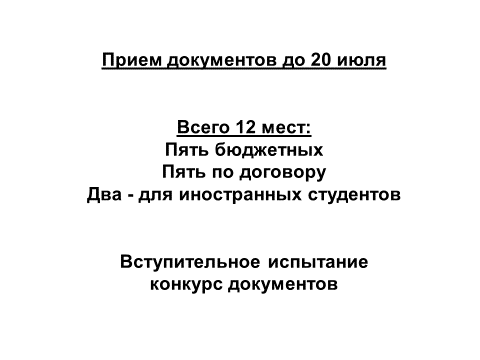 Прием документов до 20 июля
Всего 12 мест:
Пять бюджетных
Пять по договору
Два - для иностранных студентов
Вступительное испытание
конкурс документов